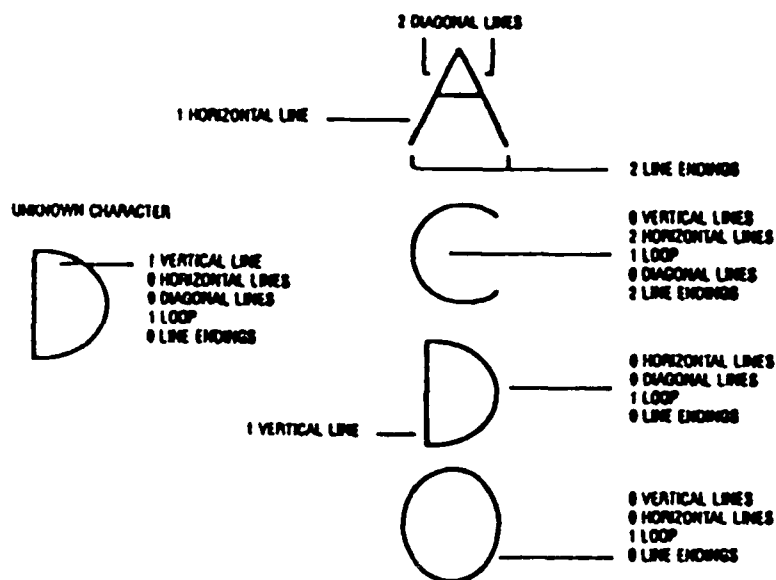 2 DIAGONAL LINES
1 HORIZONTAL LINE
2 LINE ENDINGS
UNKNOWN CHARACTER
1 VERTICAL LINE
0 HORIZONTAL LINES
0 DIAGONAL LINES
1 LOOP
0 LINE ENDINGS
0 VERTICAL LINES
2 HORIZONTAL LINES
1 LOOP
0 DIAGONAL LINES
2 LINE ENDINGS
0 HORIZONTAL LINES
0 DIAGONAL LINES
1 LOOP
0 LINE ENDINGS
1 VERTICAL LINE
0 VERTICAL LINES
0 HORIZONTAL LINES
1 LOOP
0 LINE ENDINGS